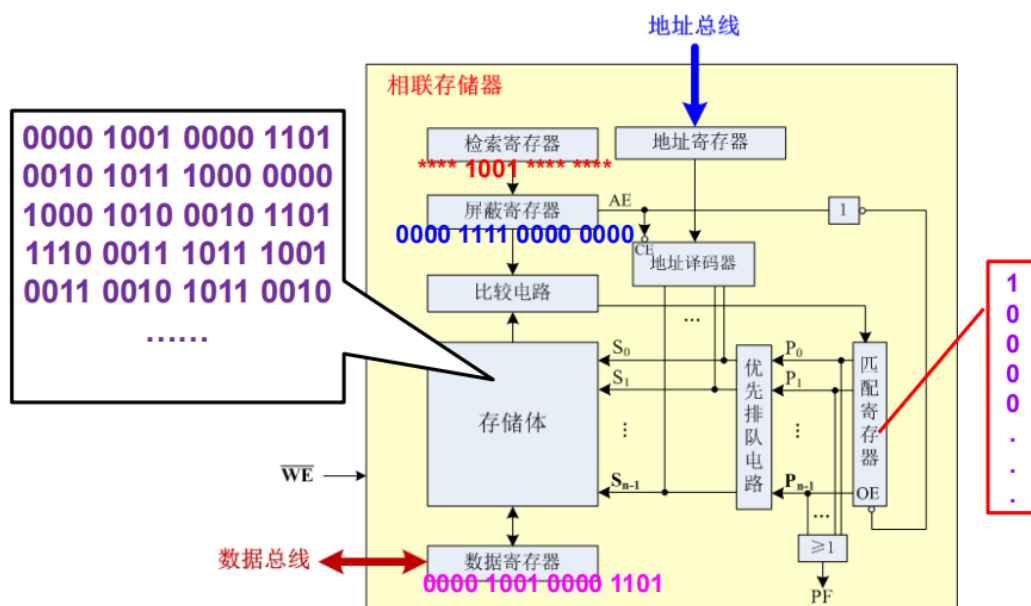 地址总线
相联存储器
0000 1001 0000 1101
0010 1011 1000 0000
1000 1010 0010 1101
1110 0011 1011 1001
0011 0010 1011 0010
……
检索寄存器
**** 1001 **** ****
地址寄存器
屏蔽寄存器
0000 1111 0000 0000
AE
1
CE
地址译码器
比较电路
...
存储体
S0
S1
⋮
Sn-1
优先排队电路
P0
P1
⋮
Pn-1
匹配寄存器
OE
1
0
0
0
0
.
.
.
WE
...
≥1
PF
数据总线
数据寄存器
0000 1001 0000 1101